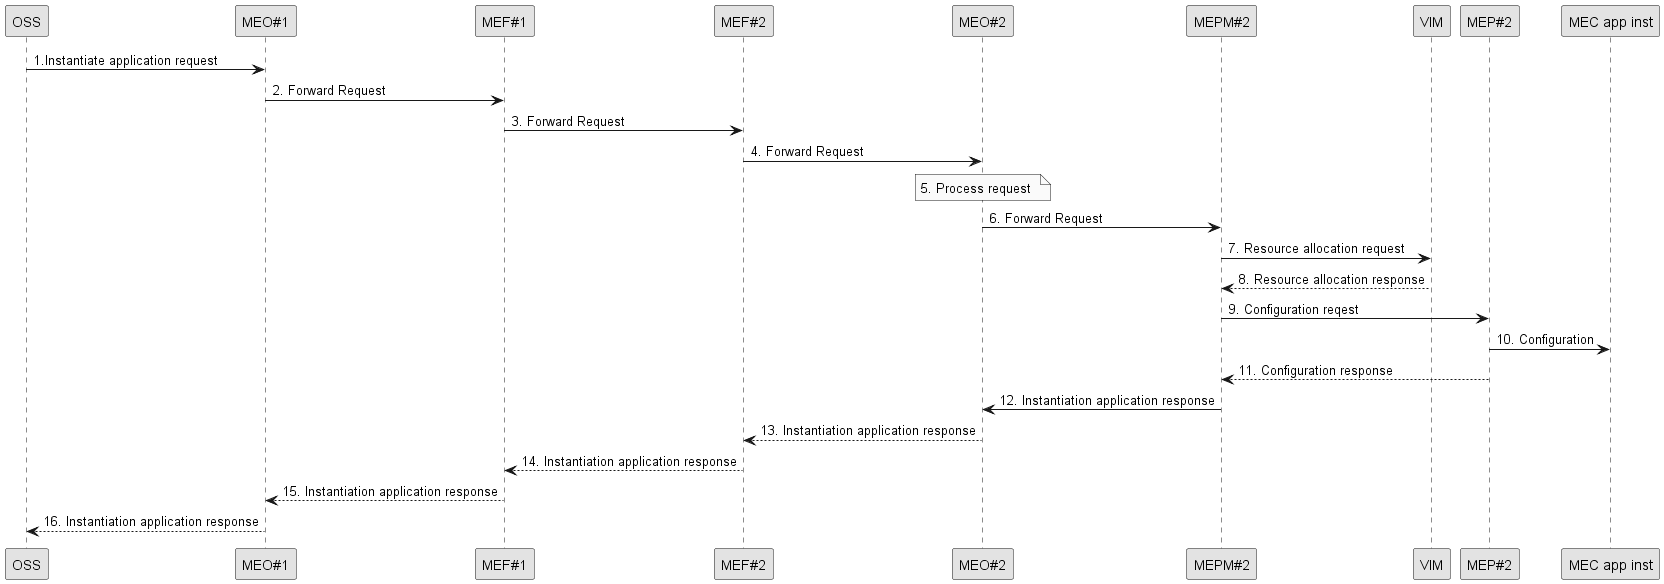 OSS MEO#1 MEF#1 MEF#2 MEO#2 MEPM#2 VIM MEP#2 MEC app inst
1.Instantiate application request
2. Forward Request
3. Forward Request
4. Forward Request
5. Process request
6. Forward Request
7. Resource allocation request
8. Resource allocation response
9. Configuration reqest
10. Configuration
11. Configuration response
12. Instantiation application response
13. Instantiation application response
14. Instantiation application response
15. Instantiation application response
16. Instantiation application response
OSS MEO#1 MEF#1 MEF#2 MEO#2 MEPM#2 VIM MEP#2 MEC app inst